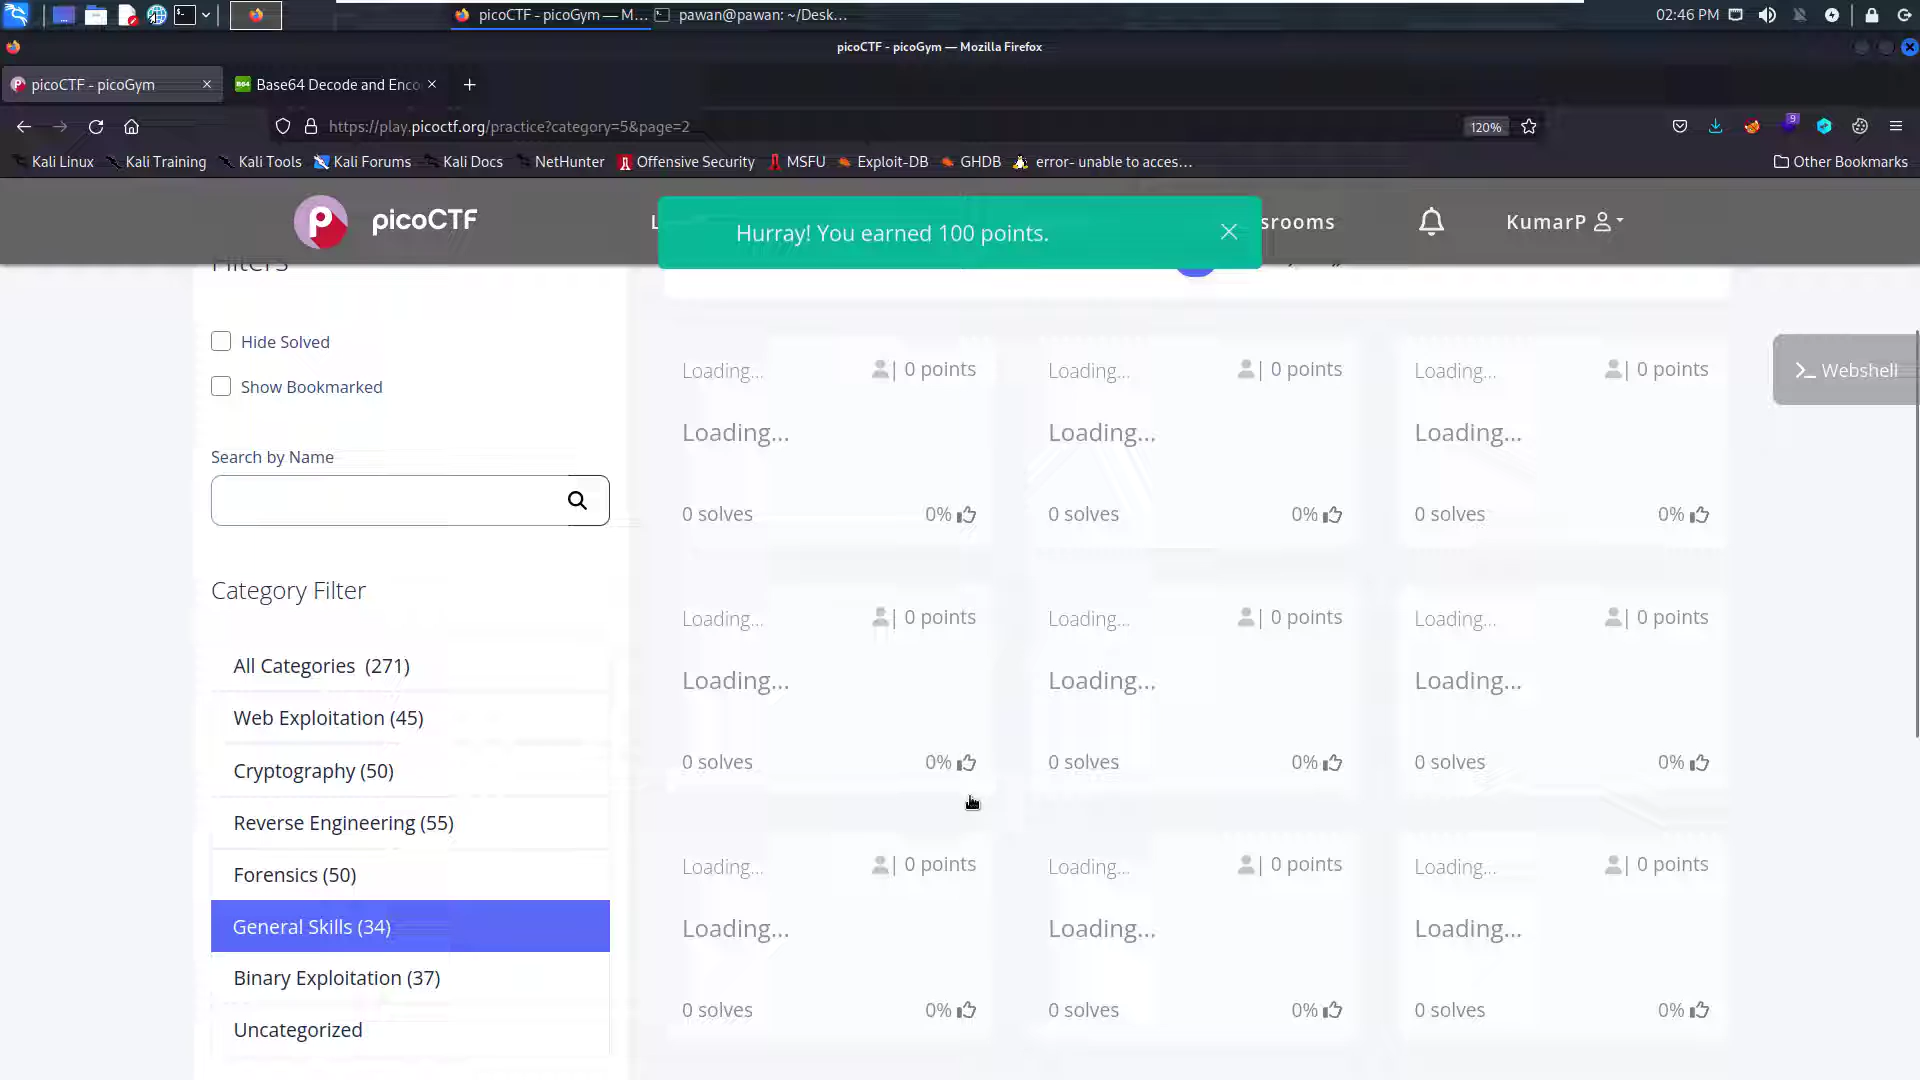 picoCTF - picoGym — M...
pawan@pawan: ~/Desk...
02:46 PM
picoCTF - picoGym — Mozilla Firefox
picoCTF - picoGym
Base64 Decode and Enco
https://play.picoctf.org/practice?category=5&page=2
120%
9
Kali Linux
Kali Training
Kali Tools
Kali Forums
Kali Docs
NetHunter
Offensive Security
MSFU
Exploit-DB
GHDB
error- unable to acces...
Other Bookmarks
picoCTF
L
Hurray! You earned 100 points.
srooms
KumarP
Filters
Hide Solved
Show Bookmarked
Search by Name
Category Filter
All Categories (271)
Web Exploitation (45)
Cryptography (50)
Reverse Engineering (55)
Forensics (50)
General Skills (34)
Binary Exploitation (37)
Uncategorized
Loading... | 0 points
Loading...
0 solves 0%
Loading... | 0 points
Loading...
0 solves 0%
Loading... | 0 points
Loading...
0 solves 0%
Loading... | 0 points
Loading...
0 solves 0%
Loading... | 0 points
Loading...
0 solves 0%
Loading... | 0 points
Loading...
0 solves 0%
Loading... | 0 points
Loading...
0 solves 0%
Loading... | 0 points
Loading...
0 solves 0%
Loading... | 0 points
Loading...
0 solves 0%
Webshell